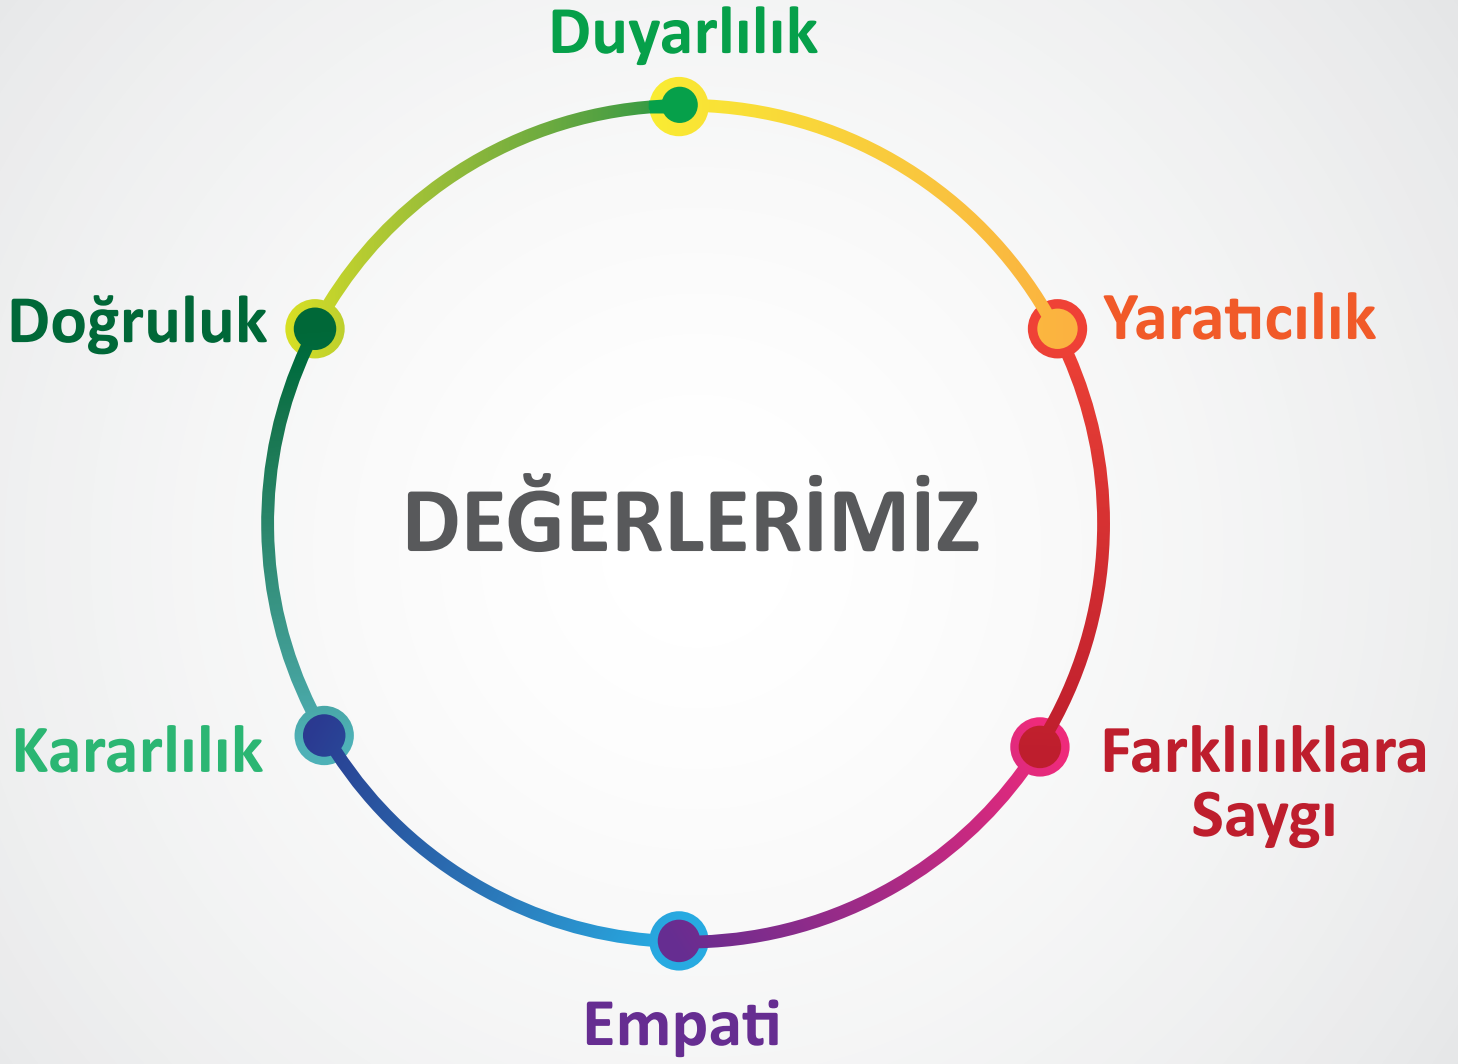 Duyarlılık
Doğruluk
Yaratıcılık
DEĞERLERİMİZ
Kararlılık
Farklılıklara
Saygı
Empati